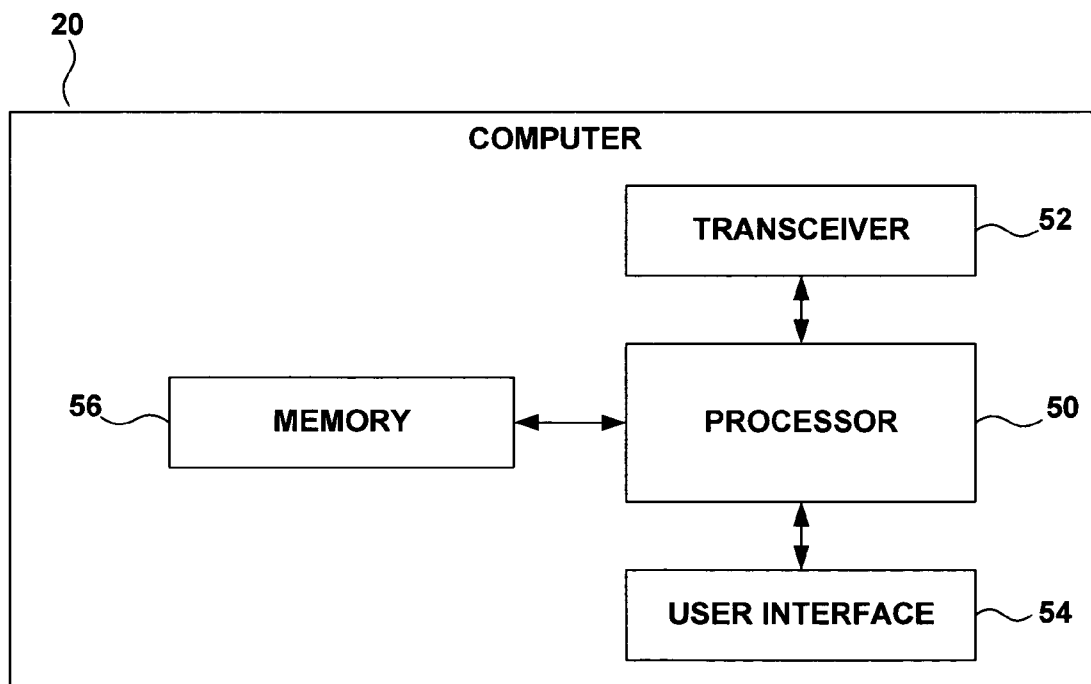 20
COMPUTER
TRANSCEIVER
52
56
MEMORY
PROCESSOR
50
USER INTERFACE
54